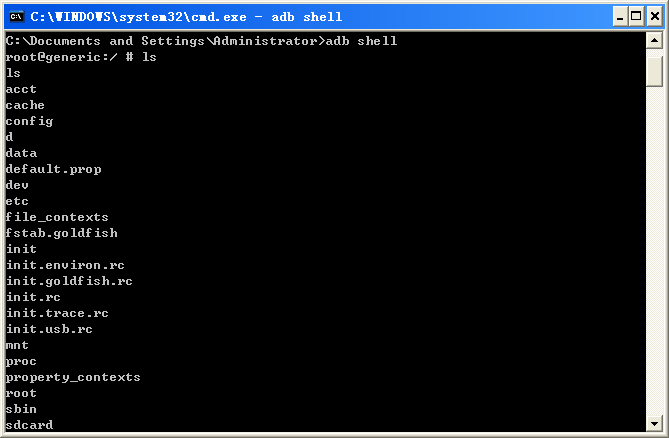 C:\WINDOWS\system32\cmd.exe - adb shell
C:\Documents and Settings\Administrator>adb shell
root@generic:/ # ls
ls
acct
cache
config
d
data
default.prop
dev
etc
file_contexts
fstab.goldfish
init
init.environ.rc
init.goldfish.rc
init.rc
init.trace.rc
init.usb.rc
mnt
proc
property_contexts
root
sbin
sdcard